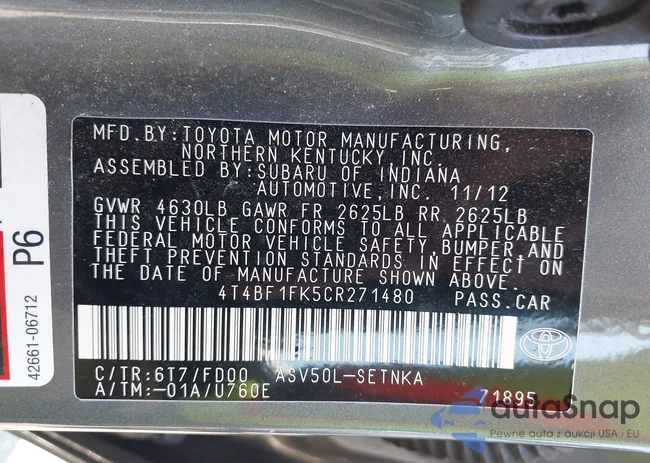 MFD.BY:TOYOTA MOTOR MANUFACTURING,
NORTHERN KENTUCKY, INC.
ASSEMBLED BY:SUBARU OF INDIANA
AUTOMOTIVE,INC. 11/12
GVWR 4630LB GAWR FR 2625LB RR 2625LB
THIS VEHICLE CONFORMS TO ALL APPLICABLE
FEDERAL MOTOR VEHICLE SAFETY,BUMPER,AND
THEFT PREVENTION STANDARDS IN EFFECT ON
THE DATE OF MANUFACTURE SHOWN ABOVE.
4T4BF1FK5CR271480 PASS.CAR
C/TR:6T7/FD00 ASV50L-SETNKA
A/TM:-01A/U760E 71895
P6
42661-06712
autoSnap
Pewne auta z aukcji USA i EU